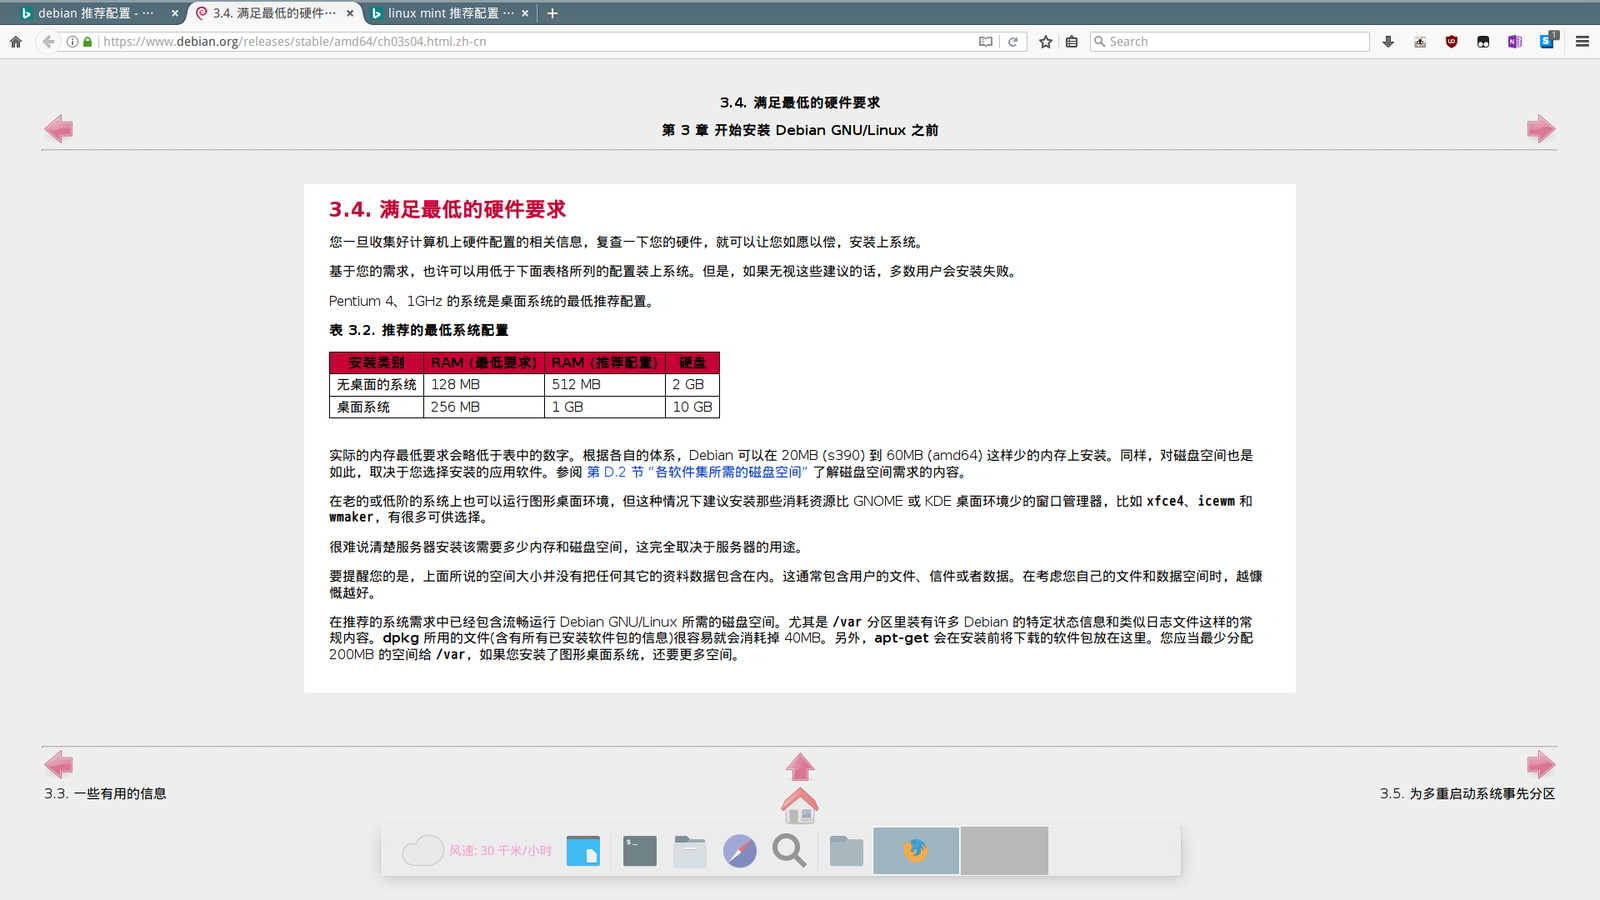 debian 推荐配置 - ···
3.4. 满足最低的硬件···
linux mint 推荐配置 ···
https://www.debian.org/releases/stable/amd64/ch03s04.html.zh-cn
Search
1
3.4. 满足最低的硬件要求
第 3 章 开始安装 Debian GNU/Linux 之前
3.4. 满足最低的硬件要求
您一旦收集好计算机上硬件配置的相关信息，复查一下您的硬件，就可以让您如愿以偿，安装上系统。
基于您的需求，也许可以用低于下面表格所列的配置装上系统。但是，如果无视这些建议的话，多数用户会安装失败。
Pentium 4、1GHz 的系统是桌面系统的最低推荐配置。
表 3.2. 推荐的最低系统配置
安装类别 RAM (最低要求) RAM (推荐配置) 硬盘
无桌面的系统 128 MB 512 MB 2 GB
桌面系统 256 MB 1 GB 10 GB
实际的内存最低要求会略低于表中的数字。根据各自的体系，Debian 可以在 20MB (s390) 到 60MB (amd64) 这样少的内存上安装。同样，对磁盘空间也是
如此，取决于您选择安装的应用软件。参阅 第 D.2 节 “各软件集所需的磁盘空间” 了解磁盘空间需求的内容。
在老的或低阶的系统上也可以运行图形桌面环境，但这种情况下建议安装那些消耗资源比 GNOME 或 KDE 桌面环境少的窗口管理器，比如 xfce4、icewm 和
wmaker，有很多可供选择。
很难说清楚服务器安装该需要多少内存和磁盘空间，这完全取决于服务器的用途。
要提醒您的是，上面所说的空间大小并没有把任何其它的资料数据包含在内。这通常包含用户的文件、信件或者数据。在考虑您自己的文件和数据空间时，越慷
慨越好。
在推荐的系统需求中已经包含流畅运行 Debian GNU/Linux 所需的磁盘空间。尤其是 /var 分区里装有许多 Debian 的特定状态信息和类似日志文件这样的常
规内容。dpkg 所用的文件(含有所有已安装软件包的信息)很容易就会消耗掉 40MB。另外，apt-get 会在安装前将下载的软件包放在这里。您应当最少分配
200MB 的空间给 /var，如果您安装了图形桌面系统，还要更多空间。
3.3. 一些有用的信息
3.5. 为多重启动系统事先分区
风速: 30 千米/小时